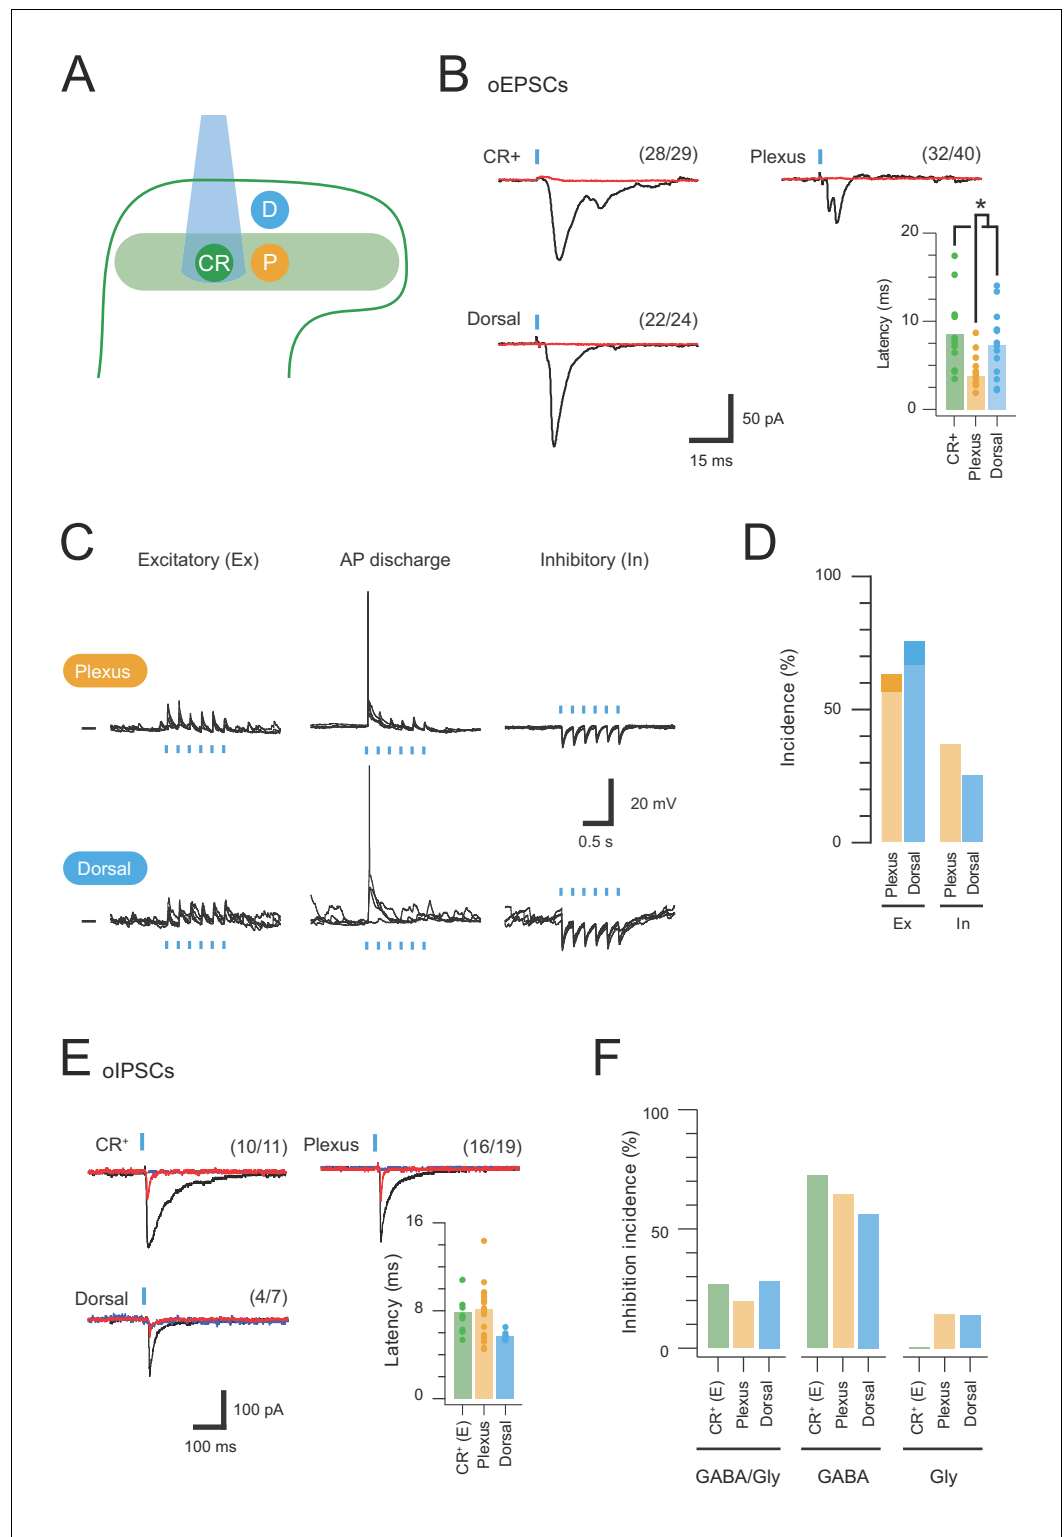 A
D
CR
P
B
oEPSCs
CR+
(28/29)
Plexus
(32/40)
*
20
10
0
Latency (ms)
CR+
Plexus
Dorsal
Dorsal
(22/24)
50 pA
15 ms
C
Excitatory (Ex)
AP discharge
Inhibitory (In)
Plexus
20 mV
0.5 s
Dorsal
D
100
50
0
Incidence (%)
Plexus
Dorsal
Plexus
Dorsal
Ex
In
E
oIPSCs
CR⁺
(10/11)
Plexus
(16/19)
Dorsal
(4/7)
100 pA
100 ms
16
8
0
Latency (ms)
CR⁺ (E)
Plexus
Dorsal
F
100
50
0
Inhibition incidence (%)
CR⁺ (E)
Plexus
Dorsal
CR⁺ (E)
Plexus
Dorsal
CR⁺ (E)
Plexus
Dorsal
GABA/Gly
GABA
Gly